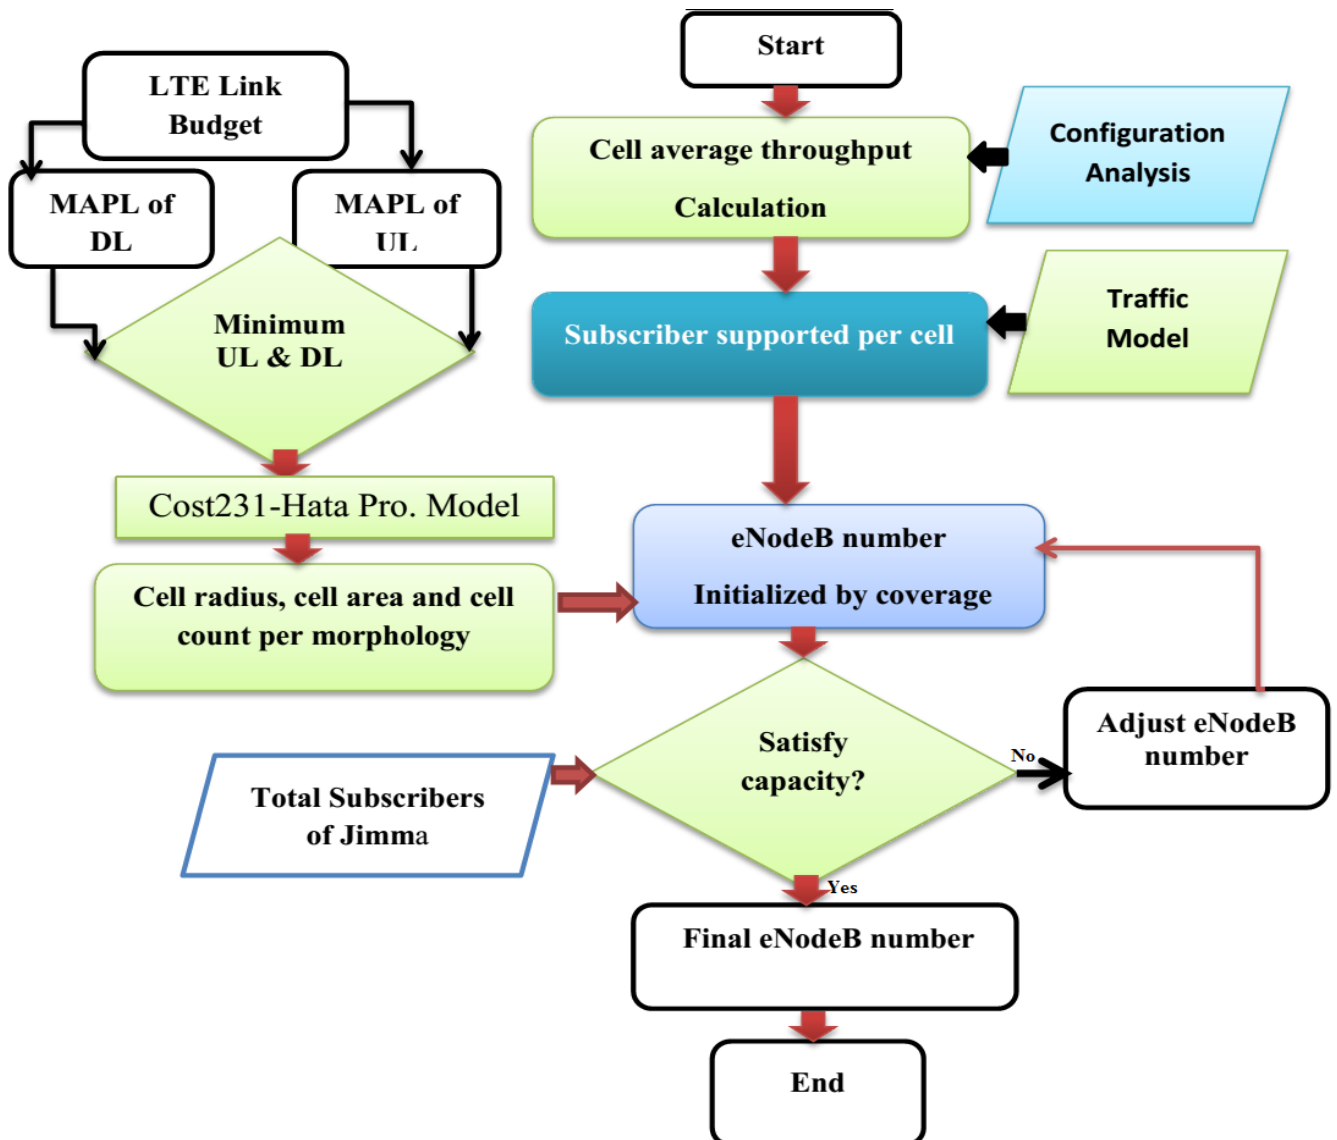 Start
LTE Link
Budget
Configuration
Analysis
Cell average throughput
Calculation
MAPL of
DL
MAPL of
UL
Traffic
Model
Minimum
UL & DL
Subscriber supported per cell
Cost231-Hata Pro. Model
eNodeB number
Initialized by coverage
Cell radius, cell area and cell
count per morphology
Satisfy
capacity?
No
Adjust eNodeB
number
Total Subscribers
of Jimma
Yes
Final eNodeB number
End